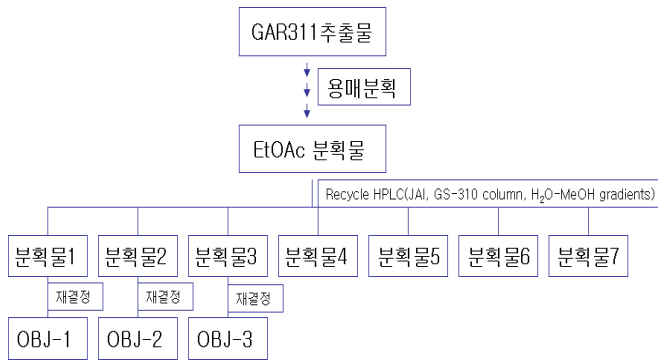 GAR311추출물
용매분획
EtOAc 분획물
Recycle HPLC(JAI, GS-310 column, H₂O-MeOH gradients)
분획물1 분획물2 분획물3 분획물4 분획물5 분획물6 분획물7
재결정 재결정 재결정
OBJ-1 OBJ-2 OBJ-3